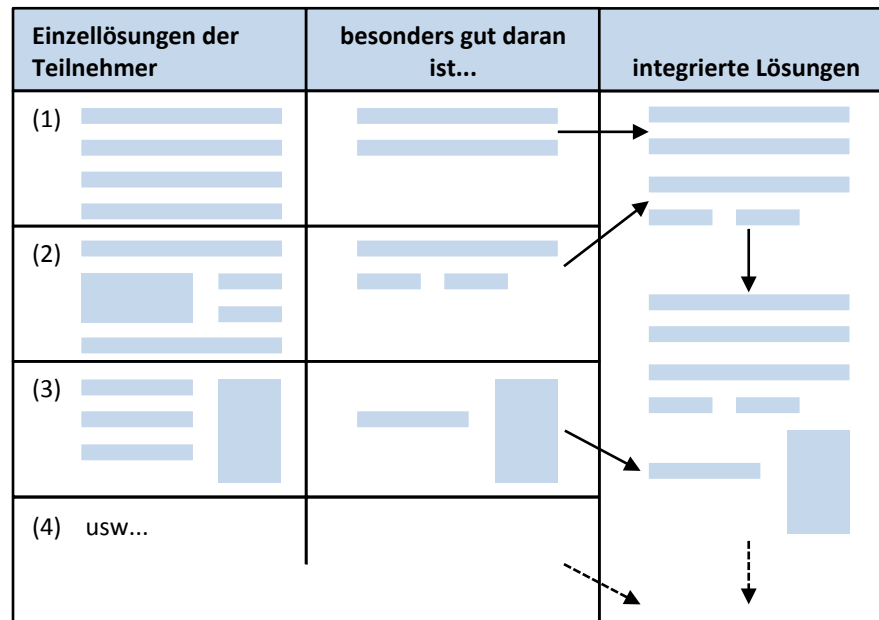 Einzellösungen der
Teilnehmer
besonders gut daran
ist...
integrierte Lösungen
(1)
(2)
(3)
(4) usw...